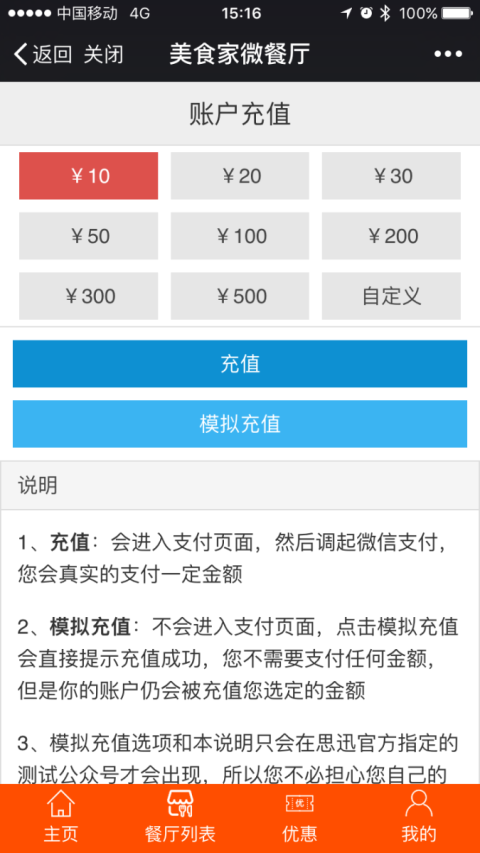 中国移动 4G 15:16 100%
返回 关闭 美食家微餐厅
账户充值
￥10 ￥20 ￥30
￥50 ￥100 ￥200
￥300 ￥500 自定义
充值
模拟充值
说明
1、充值：会进入支付页面，然后调起微信支付，
您会真实的支付一定金额
2、模拟充值：不会进入支付页面，点击模拟充值
会直接提示充值成功，您不需要支付任何金额，
但是你的账户仍会被充值您选定的金额
3、模拟充值选项和本说明只会在思迅官方指定的
测试公众号才会出现，所以您不必担心您自己的
优
主页 餐厅列表 优惠 我的